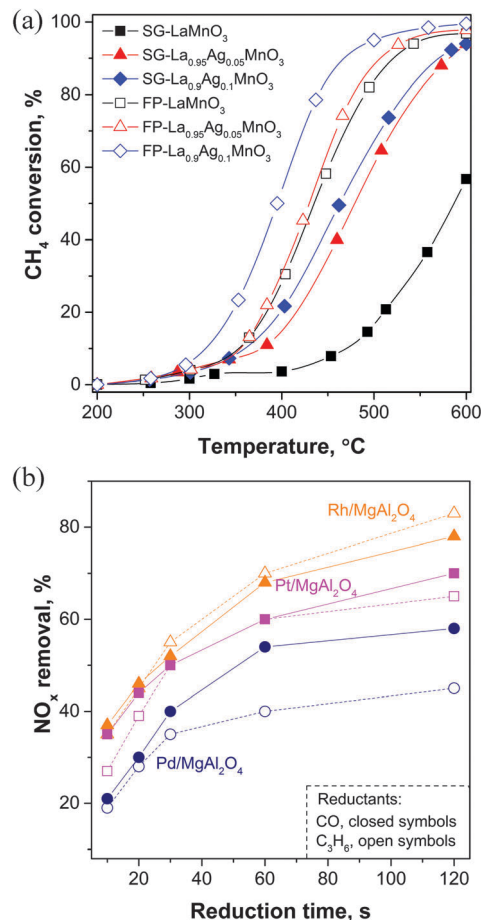 (a)
SG-LaMnO₃
SG-La₀.₉₅Ag₀.₀₅MnO₃
SG-La₀.₉Ag₀.₁MnO₃
FP-LaMnO₃
FP-La₀.₉₅Ag₀.₀₅MnO₃
FP-La₀.₉Ag₀.₁MnO₃
CH₄ conversion, %
100
80
60
40
20
0
200 300 400 500 600
Temperature, °C
(b)
Rh/MgAl₂O₄
Pt/MgAl₂O₄
Pd/MgAl₂O₄
NOₓ removal, %
80
60
40
20
Reductants:
CO, closed symbols
C₃H₆, open symbols
20 40 60 80 100 120
Reduction time, s